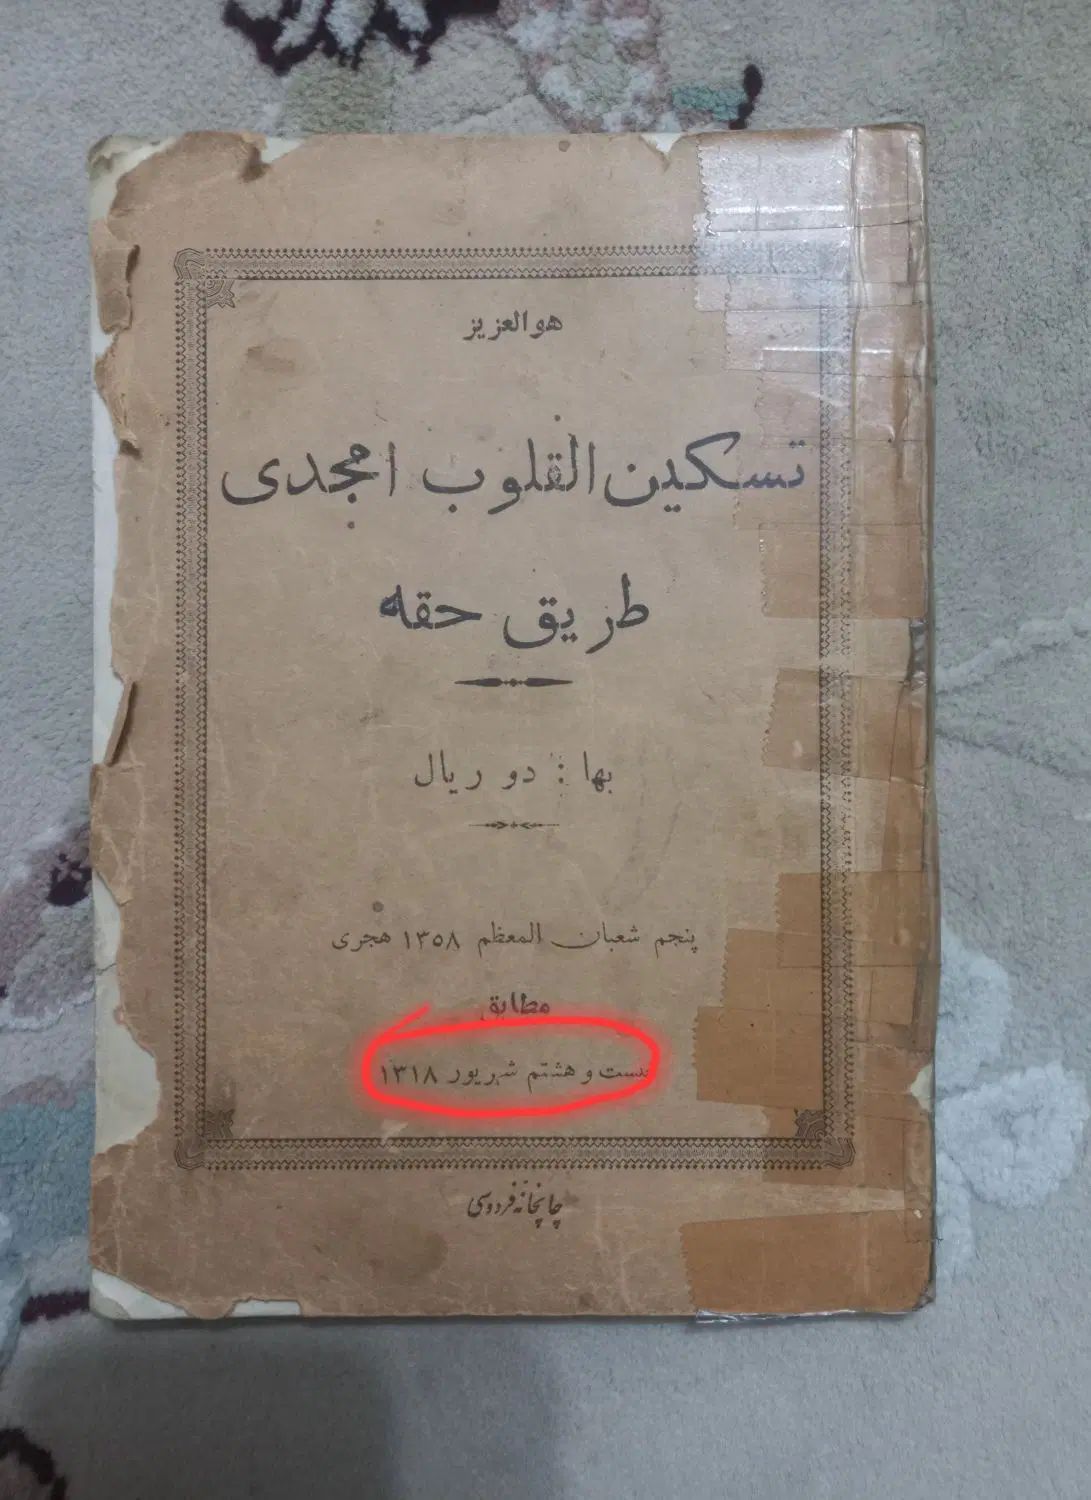 هوالعزیز
تسکین القلوب امجدی
طریق حقه
بها : دو ریال
پنجم شعبان المعظم ۱۳۵۸ هجری
مطابق
بیست و هشتم شهریور ۱۳۱۸
چاپخانه فردوسی